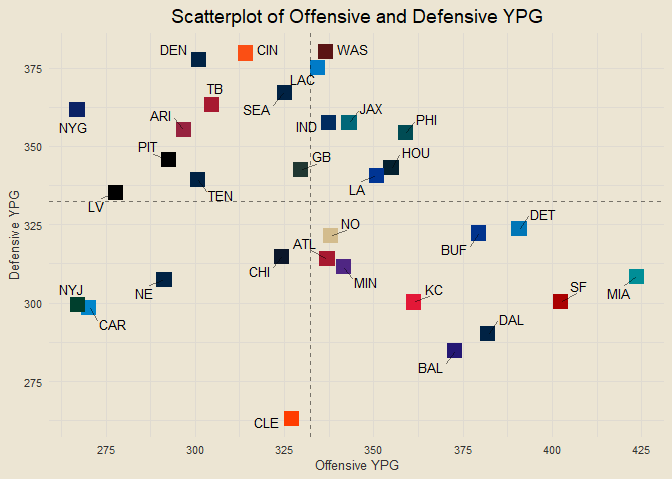 Scatterplot of Offensive and Defensive YPG
DEN
CIN
WAS
LAC
375
TB
SEA
NYG
ARI
IND
JAX
PHI
PIT
GB
HOU
350
LA
TEN
LV
Defensive YPG
325
NO
DET
BUF
ATL
CHI
MIN
NE
NYJ
KC
SF
MIA
300
CAR
DAL
BAL
275
CLE
275
300
325
350
375
400
425
Offensive YPG